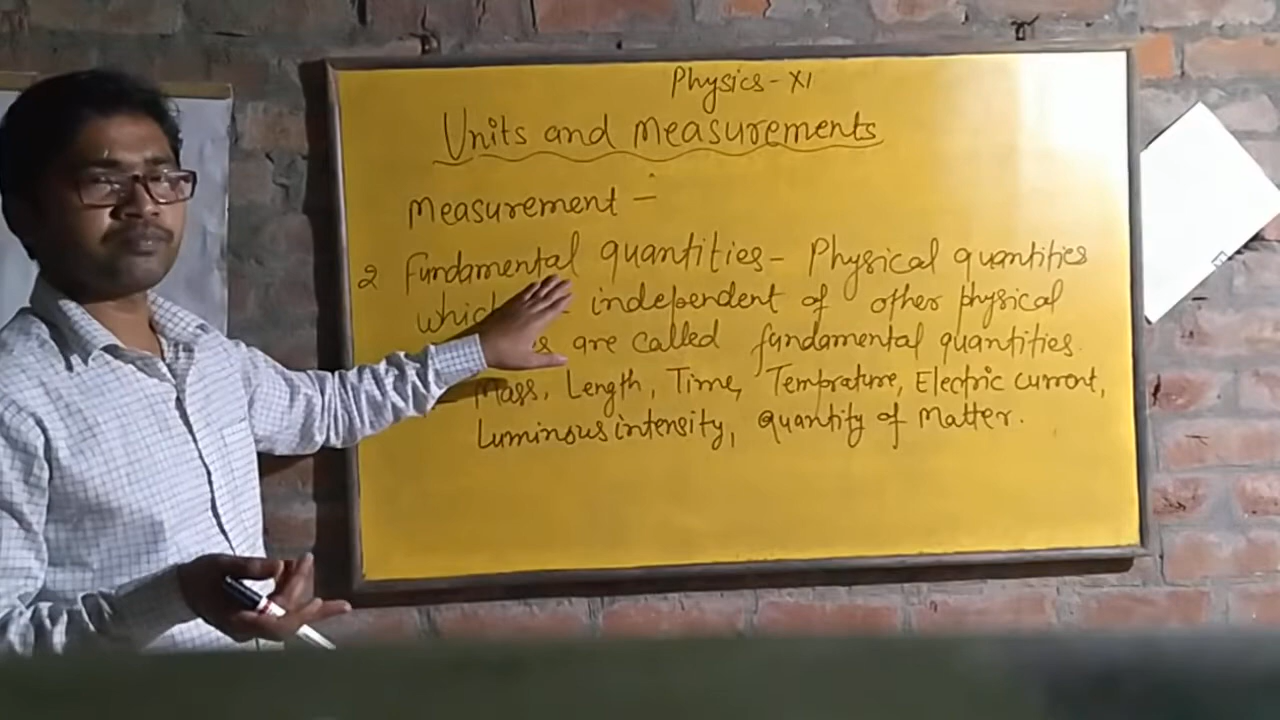 Physics - XI
Units and Measurements
Measurement -
2 Fundamental quantities - Physical quantities
independent of other physical
are called fundamental quantities.
Mass, Length, Time, Temprature, Electric current,
Luminous intensity, quantity of Matter.